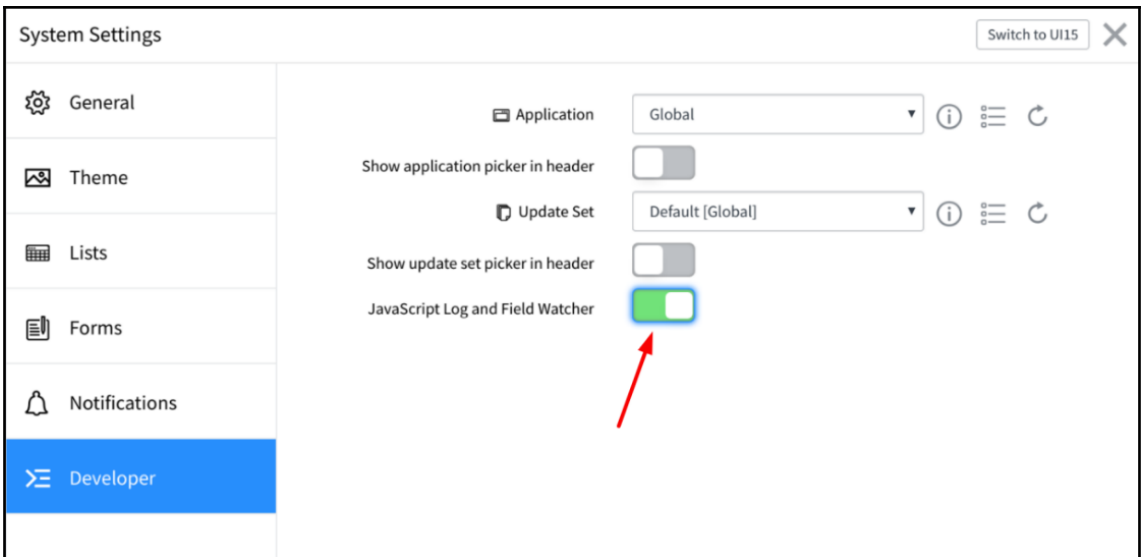 System Settings
Switch to UI15
General
Theme
Lists
Forms
Notifications
Developer
Application
Global
Show application picker in header
Update Set
Default [Global]
Show update set picker in header
JavaScript Log and Field Watcher